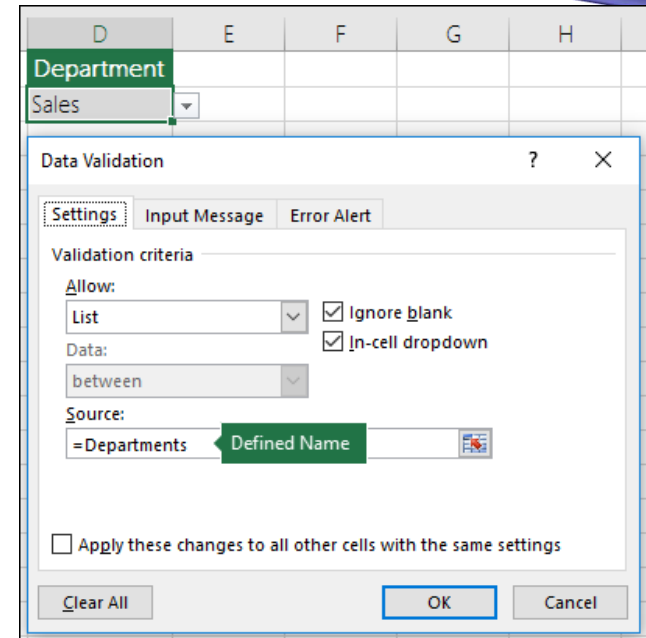 D E F G H
Department
Sales
Data Validation ?
Settings Input Message Error Alert
Validation criteria
Allow:
List Ignore blank
Data: In-cell dropdown
between
Source:
=Departments Defined Name
Apply these changes to all other cells with the same settings
Clear All OK Cancel